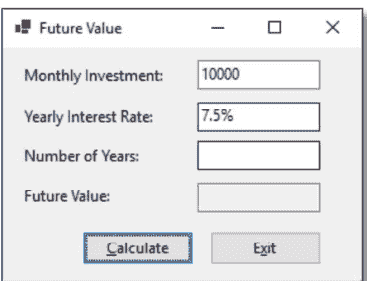 Future Value
Monthly Investment: 10000
Yearly Interest Rate: 7.5%
Number of Years:
Future Value:
Calculate Exit